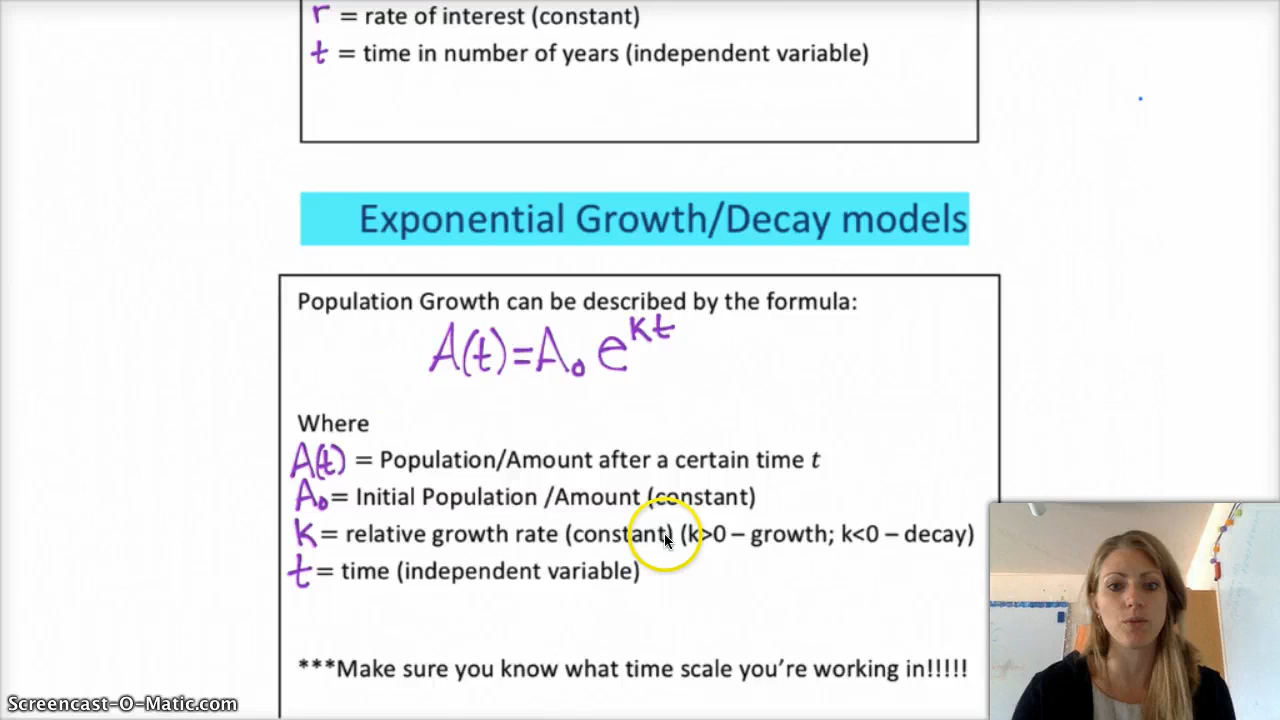 r = rate of interest (constant)
t = time in number of years (independent variable)
Exponential Growth/Decay models
Population Growth can be described by the formula:
A(t)=A₀ e^{kt}
Where
A(t) = Population/Amount after a certain time t
A₀ = Initial Population /Amount (constant)
k = relative growth rate (constant) (k>0 – growth; k<0 – decay)
t = time (independent variable)
***Make sure you know what time scale you're working in!!!!!
Screencast-O-Matic.com